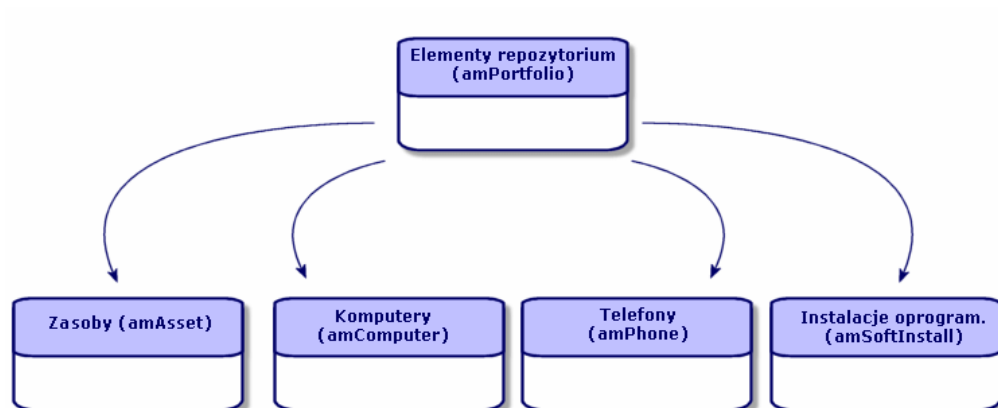 Elementy repozytorium
(amPortfolio)
Zasoby (amAsset)
Komputery
(amComputer)
Telefony
(amPhone)
Instalacje oprogram.
(amSoftInstall)